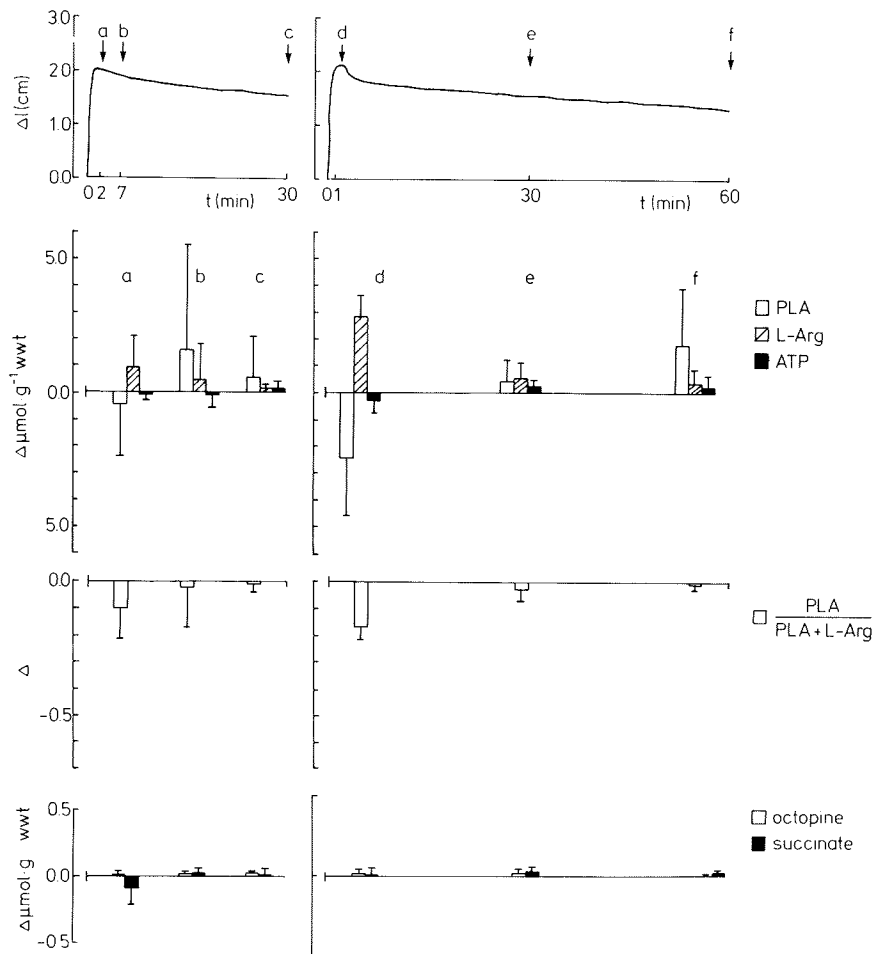 Δl (cm)
3.0
2.0
1.0
0.0
a b c
0 2 7 30
t (min)
d e f
0 1 30 60
t (min)
Δ µmol·g⁻¹ wwt
5.0
0.0
5.0
a b c
d e f
PLA
L-Arg
ATP
Δ
0.0
-0.5
PLA
PLA + L-Arg
Δ µmol·g wwt
0.5
0.0
-0.5
octopine
succinate